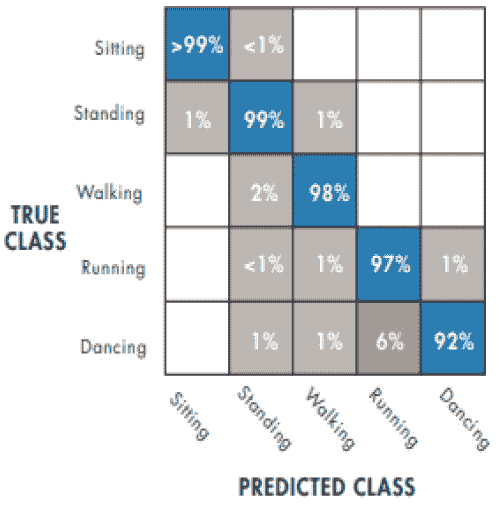 Sitting >99% <1%
Standing 1% 99% 1%
Walking 2% 98%
TRUE
CLASS
Running <1% 1% 97% 1%
Dancing 1% 1% 6% 92%
Sitting Standing Walking Running Dancing
PREDICTED CLASS